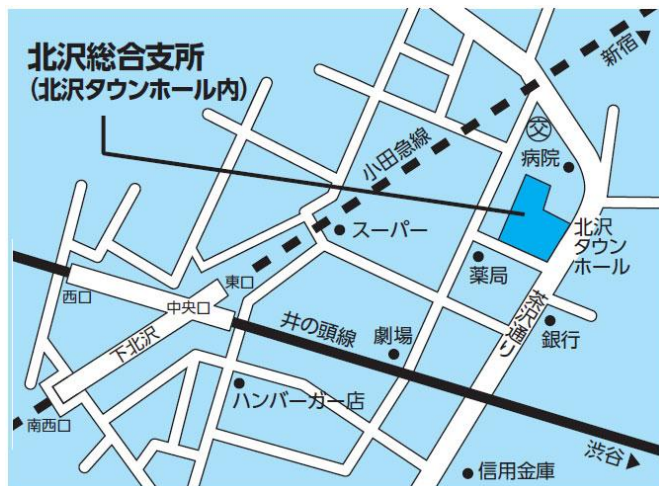 北沢総合支所
(北沢タウンホール内)
新宿▲
小田急線
交
病院
スーパー
北沢
タウン
ホール
薬局
東口
西口
中央口
下北沢
井の頭線
劇場
茶沢通り
銀行
ハンバーガー店
南西口
渋谷▼
信用金庫